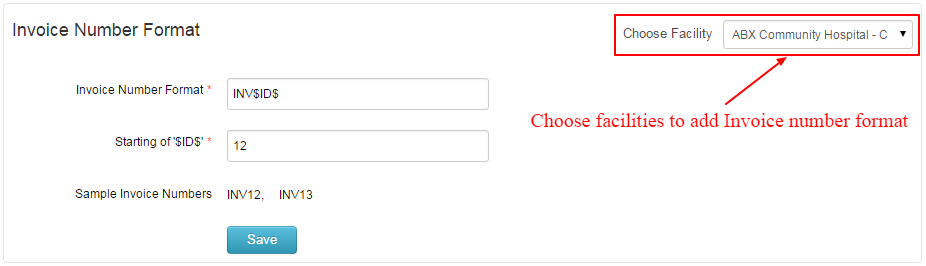 Invoice Number Format
Choose Facility ABX Community Hospital - C
Invoice Number Format * INV$ID$
Choose facilities to add Invoice number format
Starting of '$ID$' * 12
Sample Invoice Numbers INV12, INV13
Save